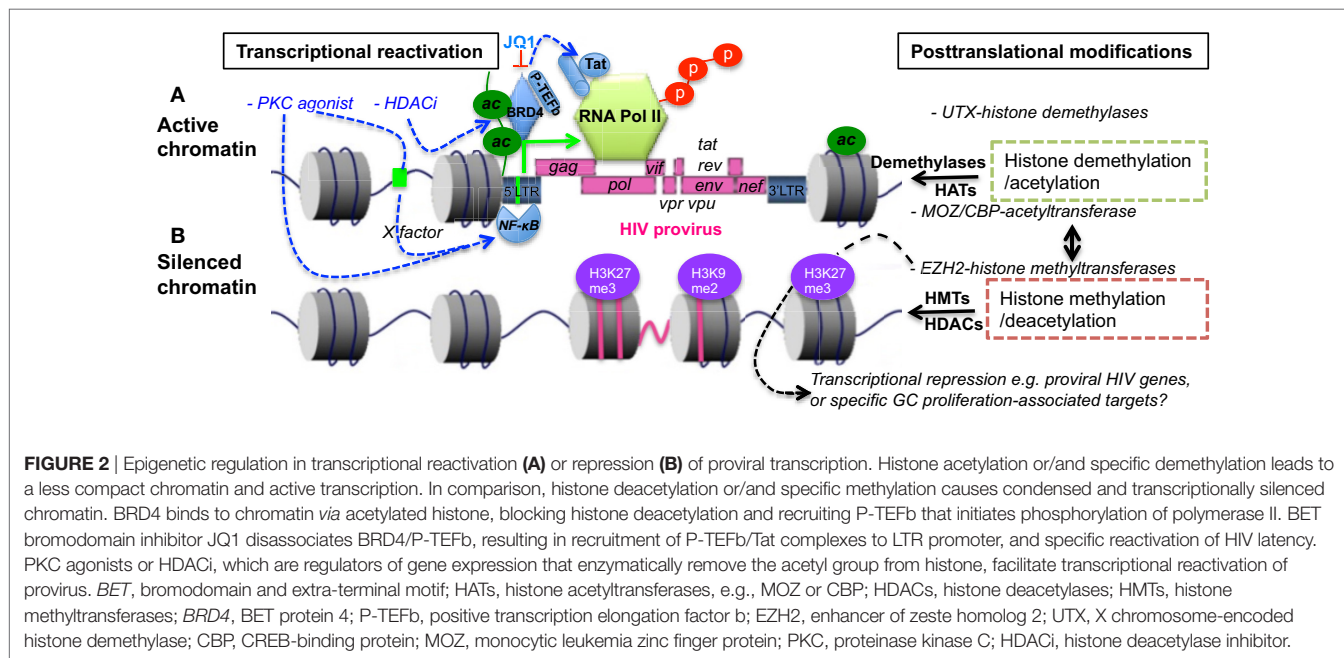 Transcriptional reactivation
JQ1
Tat
P
P
P
Posttranslational modifications
A
Active
chromatin
- PKC agonist
- HDACi
ac
BRD4
P-TEFb
RNA Pol II
- UTX-histone demethylases
ac
ac
gag
pol
vif
vpr vpu
tat
rev
env
nef
5'LTR
3'LTR
Demethylases
HATs
Histone demethylation
/acetylation
- MOZ/CBP-acetyltransferase
X factor
NF-κB
HIV provirus
B
Silenced
chromatin
H3K27
me3
H3K9
me2
H3K27
me3
- EZH2-histone methyltransferases
HMTs
HDACs
Histone methylation
/deacetylation
Transcriptional repression e.g. proviral HIV genes,
or specific GC proliferation-associated targets?
FIGURE 2 | Epigenetic regulation in transcriptional reactivation (A) or repression (B) of proviral transcription. Histone acetylation or/and specific demethylation leads to
a less compact chromatin and active transcription. In comparison, histone deacetylation or/and specific methylation causes condensed and transcriptionally silenced
chromatin. BRD4 binds to chromatin via acetylated histone, blocking histone deacetylation and recruiting P-TEFb that initiates phosphorylation of polymerase II. BET
bromodomain inhibitor JQ1 disassociates BRD4/P-TEFb, resulting in recruitment of P-TEFb/Tat complexes to LTR promoter, and specific reactivation of HIV latency.
PKC agonists or HDACi, which are regulators of gene expression that enzymatically remove the acetyl group from histone, facilitate transcriptional reactivation of
provirus. BET, bromodomain and extra-terminal motif; HATs, histone acetyltransferases, e.g., MOZ or CBP; HDACs, histone deacetylases; HMTs, histone
methyltransferases; BRD4, BET protein 4; P-TEFb, positive transcription elongation factor b; EZH2, enhancer of zeste homolog 2; UTX, X chromosome-encoded
histone demethylase; CBP, CREB-binding protein; MOZ, monocytic leukemia zinc finger protein; PKC, proteinase kinase C; HDACi, histone deacetylase inhibitor.